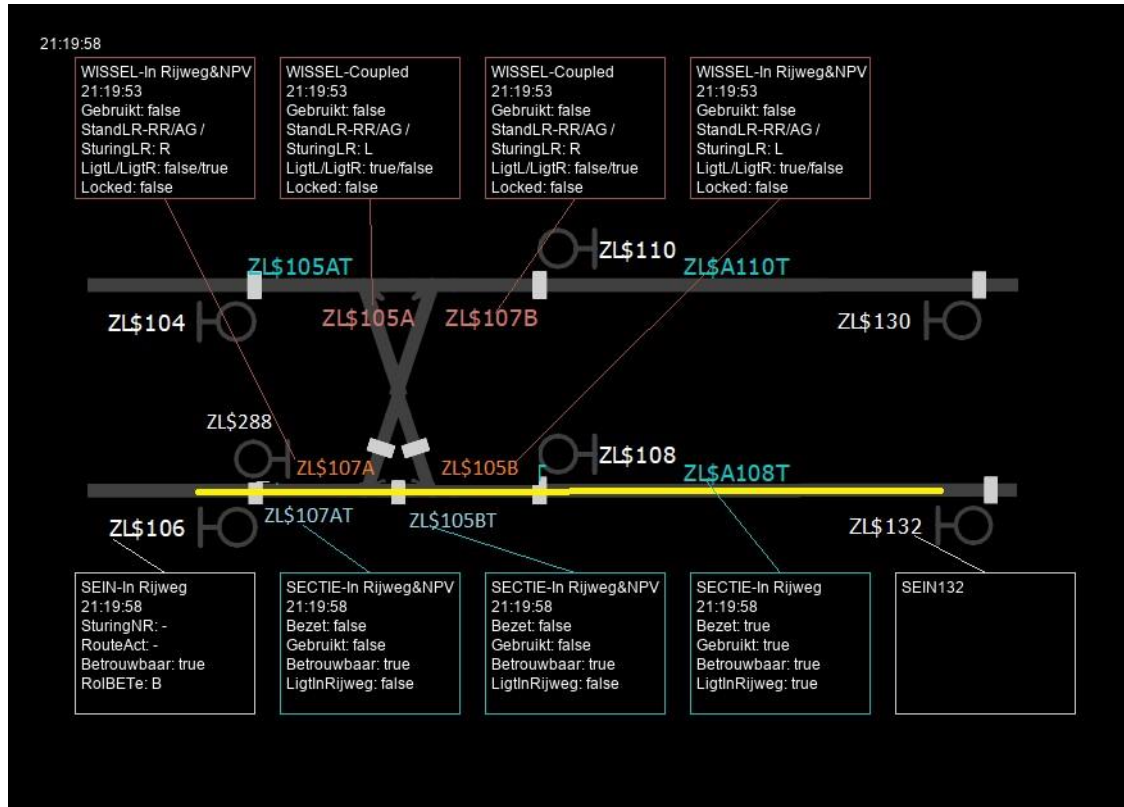 21:19:58
WISSEL-In Rijweg&NPV
21:19:53
Gebruikt: false
StandLR-RR/AG /
SturingLR: R
LigtL/LigtR: false/true
Locked: false
WISSEL-Coupled
21:19:53
Gebruikt: false
StandLR-RR/AG /
SturingLR: L
LigtL/LigtR: true/false
Locked: false
WISSEL-Coupled
21:19:53
Gebruikt: false
StandLR-RR/AG /
SturingLR: R
LigtL/LigtR: false/true
Locked: false
WISSEL-In Rijweg&NPV
21:19:53
Gebruikt: false
StandLR-RR/AG /
SturingLR: L
LigtL/LigtR: true/false
Locked: false
ZL$110
ZL$105AT
ZL$A110T
ZL$104
ZL$105A
ZL$107B
ZL$130
ZL$288
ZL$107A
ZL$105B
ZL$108
ZL$A108T
ZL$106
ZL$107AT
ZL$105BT
ZL$132
SEIN-In Rijweg
21:19:58
SturingNR: -
RouteAct: -
Betrouwbaar: true
RolBETe: B
SECTIE-In Rijweg&NPV
21:19:58
Bezet: false
Gebruikt: false
Betrouwbaar: true
LigtInRijweg: false
SECTIE-In Rijweg&NPV
21:19:58
Bezet: false
Gebruikt: false
Betrouwbaar: true
LigtInRijweg: false
SECTIE-In Rijweg
21:19:58
Bezet: true
Gebruikt: true
Betrouwbaar: true
LigtInRijweg: true
SEIN132